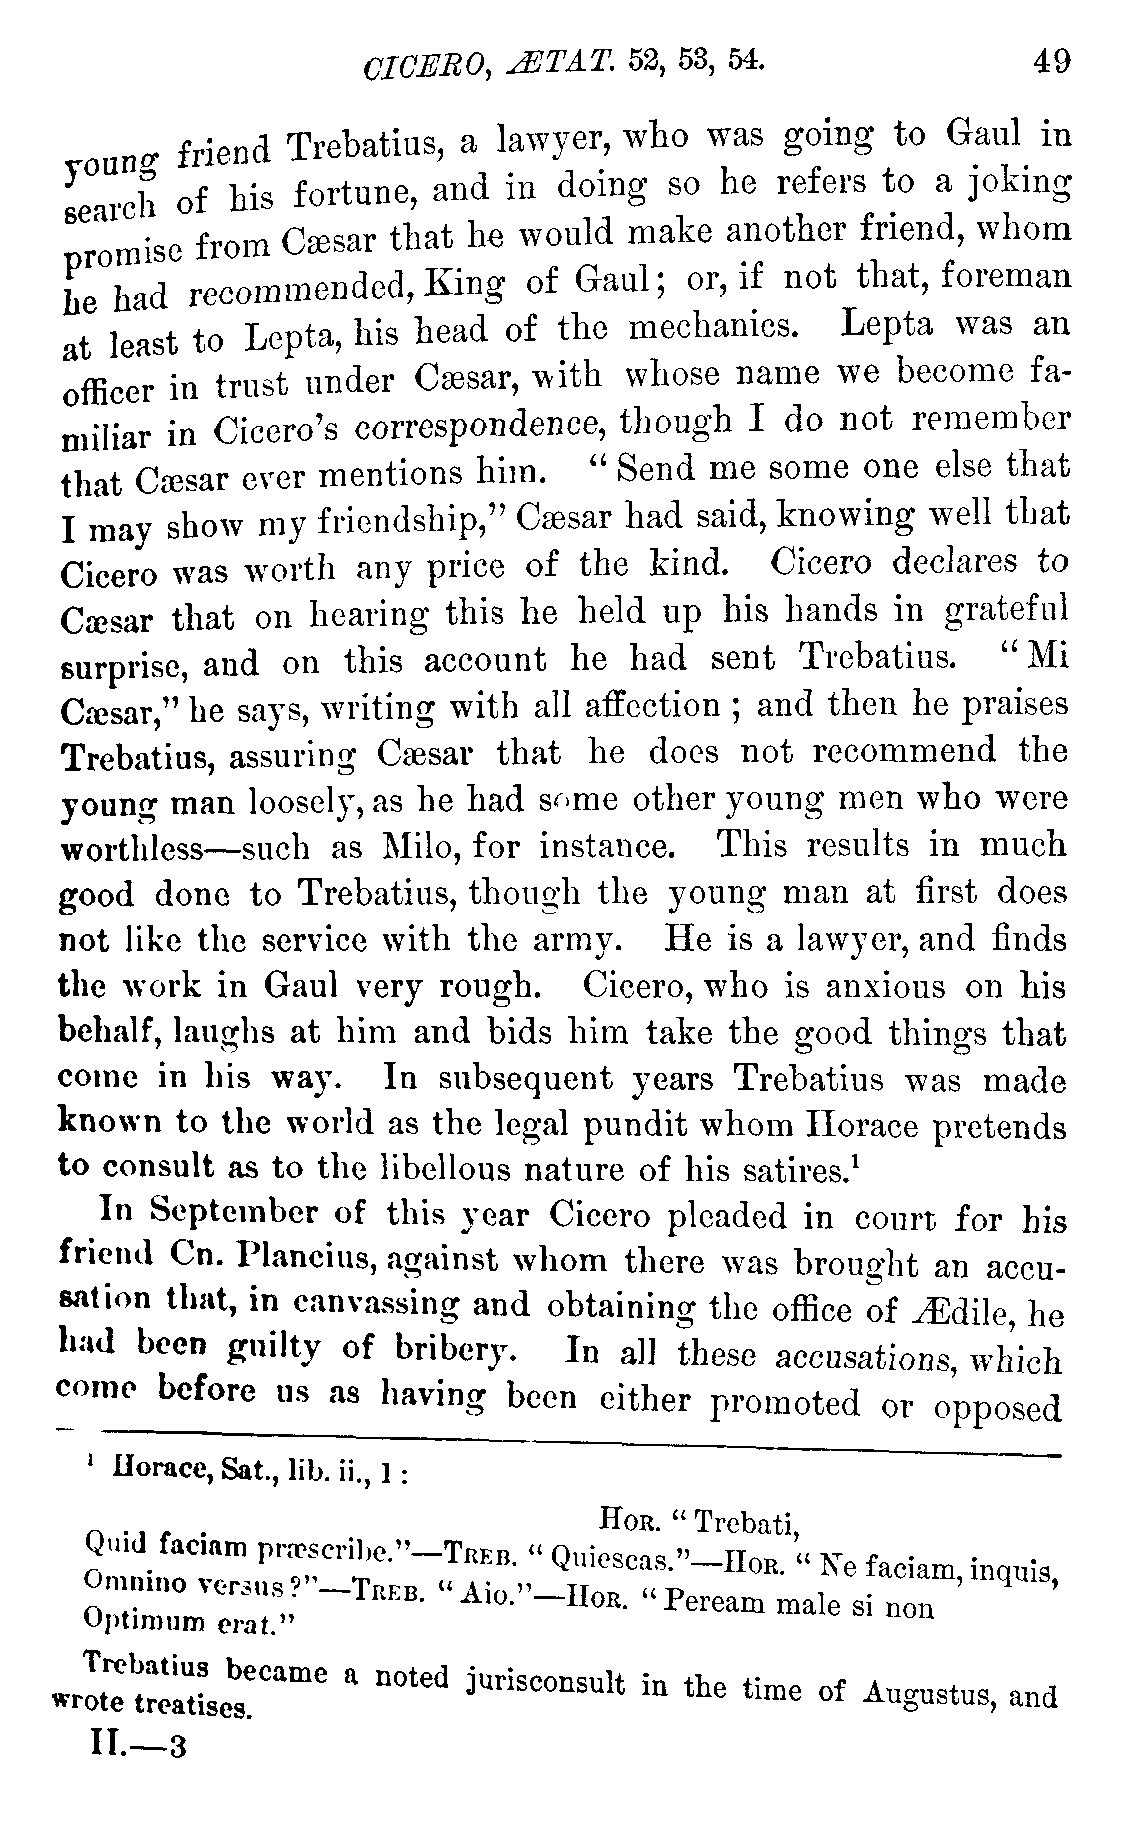 CICERO, ÆTAT. 52, 53, 54. 49
young friend Trebatius, a lawyer, who was going to Gaul in
search of his fortune, and in doing so he refers to a joking
promise from Cæsar that he would make another friend, whom
he had recommended, King of Gaul; or, if not that, foreman
at least to Lepta, his head of the mechanics. Lepta was an
officer in trust under Cæsar, with whose name we become fa-
miliar in Cicero's correspondence, though I do not remember
that Cæsar ever mentions him. "Send me some one else that
I may show my friendship," Cæsar had said, knowing well that
Cicero was worth any price of the kind. Cicero declares to
Cæsar that on hearing this he held up his hands in grateful
surprise, and on this account he had sent Trebatius. "Mi
Cæsar," he says, writing with all affection; and then he praises
Trebatius, assuring Cæsar that he does not recommend the
young man loosely, as he had some other young men who were
worthless—such as Milo, for instance. This results in much
good done to Trebatius, though the young man at first does
not like the service with the army. He is a lawyer, and finds
the work in Gaul very rough. Cicero, who is anxious on his
behalf, laughs at him and bids him take the good things that
come in his way. In subsequent years Trebatius was made
known to the world as the legal pundit whom Horace pretends
to consult as to the libellous nature of his satires.¹
In September of this year Cicero pleaded in court for his
friend Cn. Plancius, against whom there was brought an accu-
sation that, in canvassing and obtaining the office of Ædile, he
had been guilty of bribery. In all these accusations, which
come before us as having been either promoted or opposed
¹ Horace, Sat., lib. ii., 1:
HOR. "Trebati,
Quid faciam præscribe."—TREB. "Quiescas."—HOR. "Ne faciam, inquis,
Omnino versus?"—TREB. "Aio."—HOR. "Peream male si non
Optimum erat."
Trebatius became a noted jurisconsult in the time of Augustus, and
wrote treatises.
II.—3